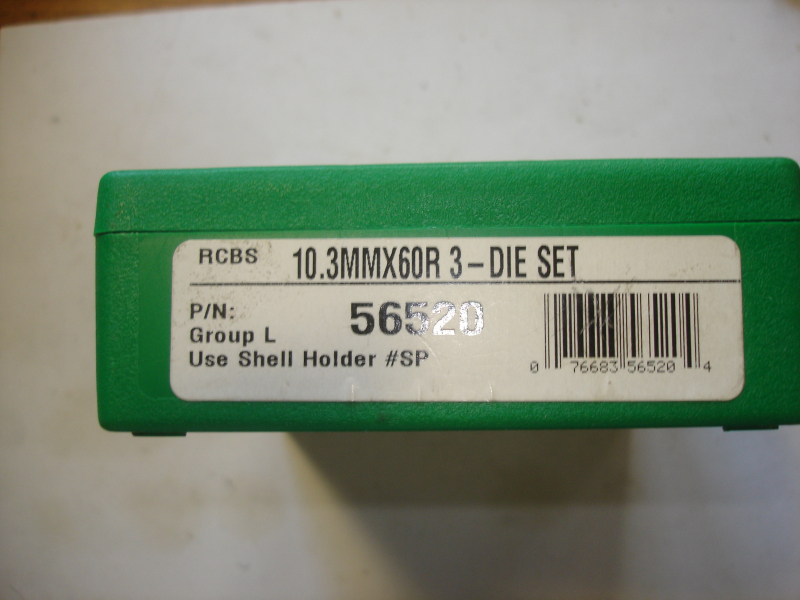 RCBS 10.3MMX60R 3-DIE SET
P/N: 56520
Group L
Use Shell Holder #SP
0 76683 56520 4